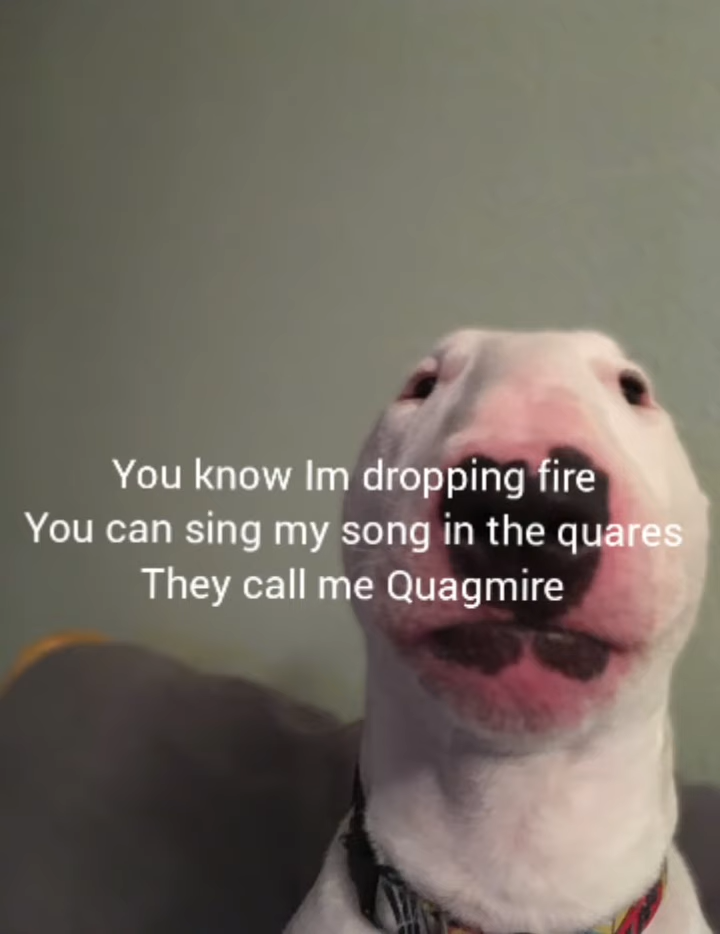 You know Im dropping fire
You can sing my song in the quares
They call me Quagmire